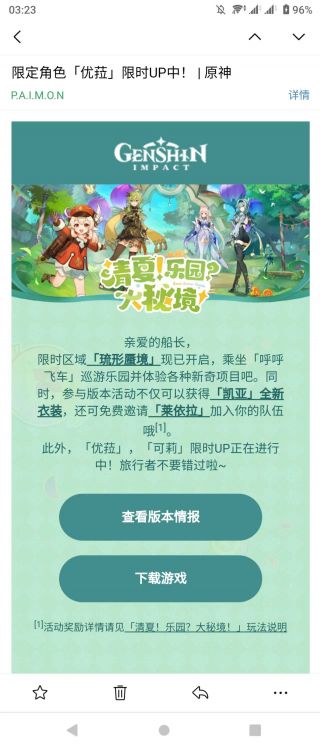 03:23
96%
限定角色「优菈」限时UP中！ | 原神
P.A.I.M.O.N
详情
GENSHIN
IMPACT
清夏！乐园？
大秘境！
亲爱的船长，
限时区域「琉形蜃境」现已开启，乘坐「呼呼
飞车」巡游乐园并体验各种新奇项目吧。同
时，参与版本活动不仅可以获得「凯亚」全新
衣装，还可免费邀请「莱依拉」加入你的队伍
哦[1]。
此外，「优菈」，「可莉」限时UP正在进行
中！旅行者不要错过啦~
查看版本情报
下载游戏
[1]活动奖励详情请见「清夏！乐园？大秘境！」玩法说明